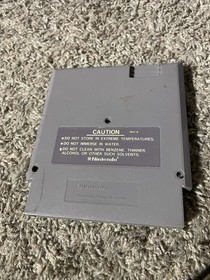 CAUTION
•DO NOT STORE IN EXTREME TEMPERATURES.
•DO NOT IMMERSE IN WATER.
•DO NOT CLEAN WITH BENZENE, THINNER,
ALCOHOL OR OTHER SUCH SOLVENTS.
Nintendo